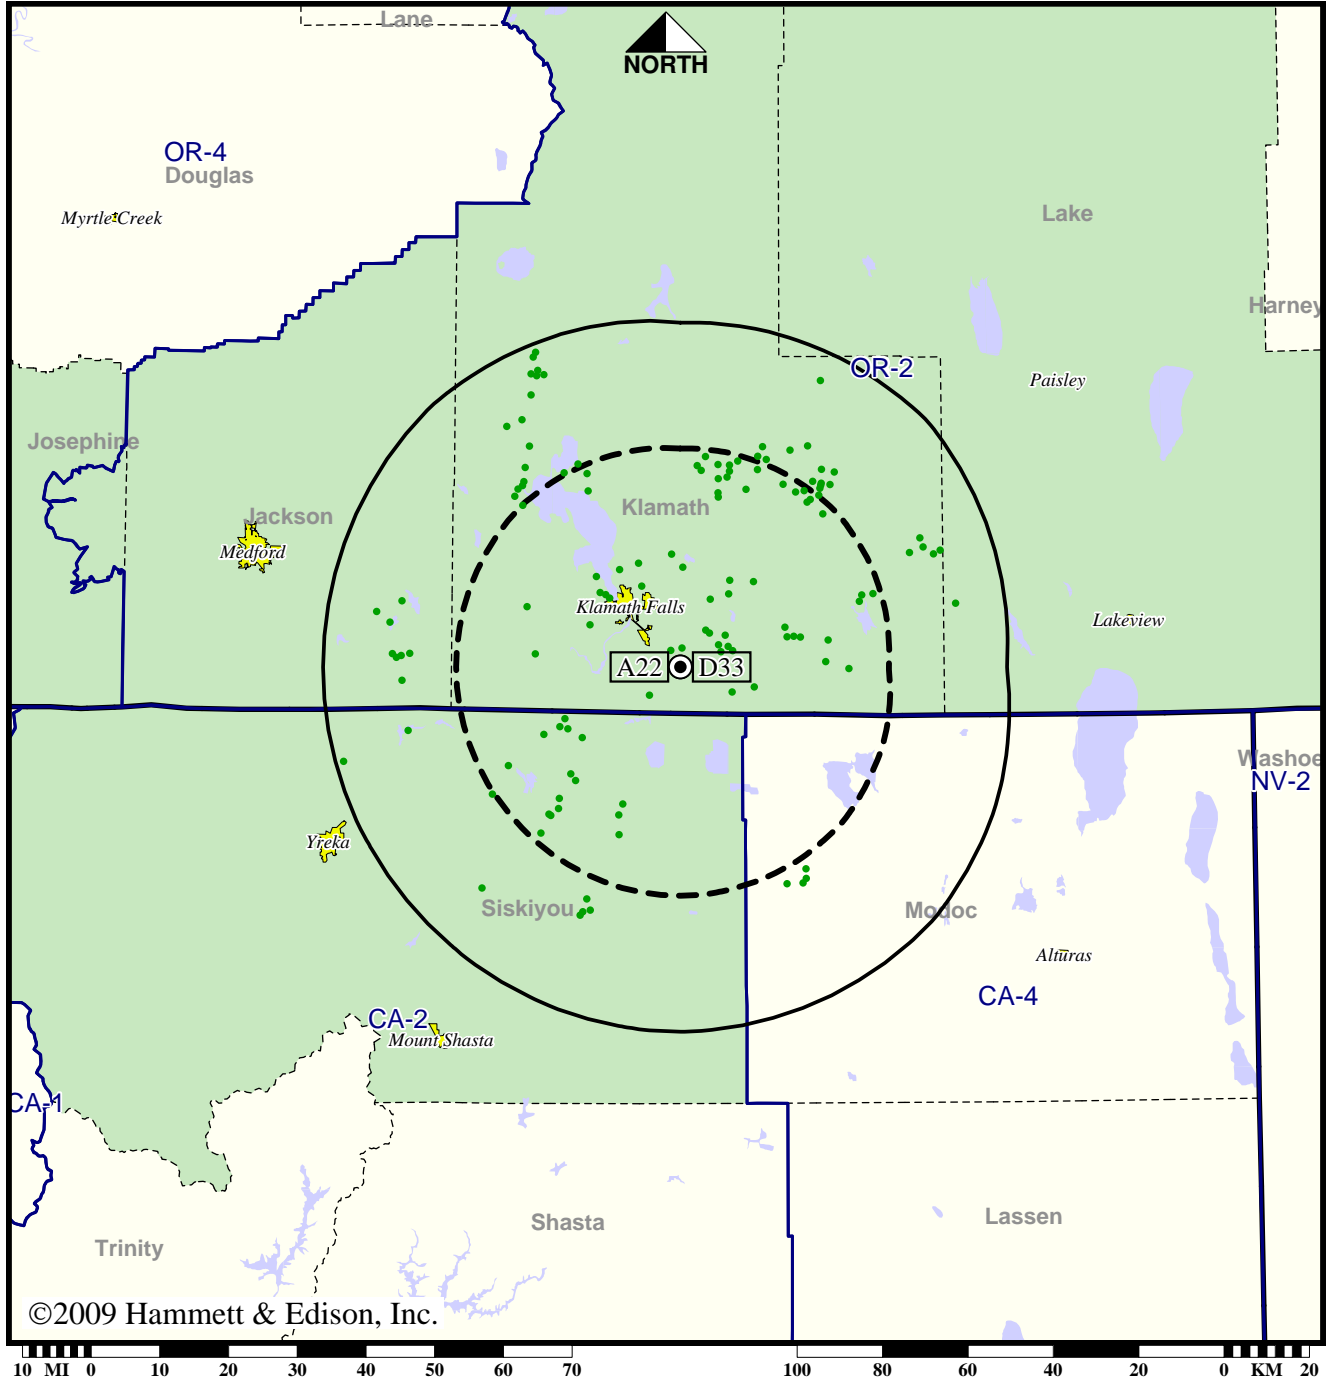 Lane
NORTH
OR-4
Douglas
Myrtle Creek
Lake
Harney
OR-2
Paisley
Josephine
Jackson
Medford
Klamath
Klamath Falls
Lakeview
A22
D33
Washoe
NV-2
Yreka
Siskiyou
Modoc
Alturas
CA-4
CA-2
Mount Shasta
CA-1
Shasta
Lassen
Trinity
©2009 Hammett & Edison, Inc.
10 MI 0 10 20 30 40 50 60 70
100 80 60 40 20 0 KM 20